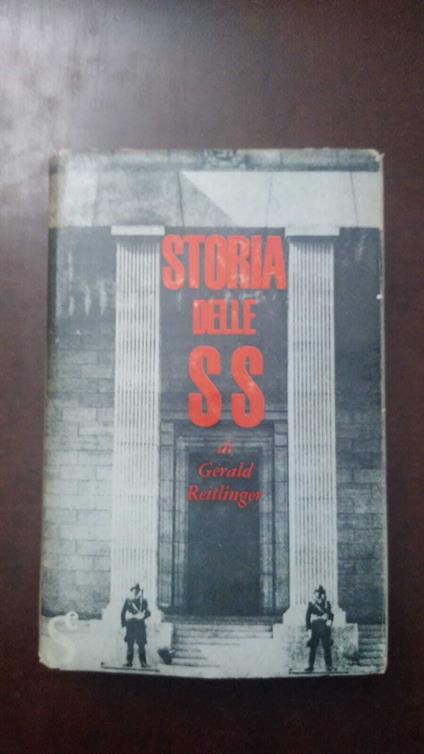 STORIA
DELLE
SS
di
Gerald
Reitlinger